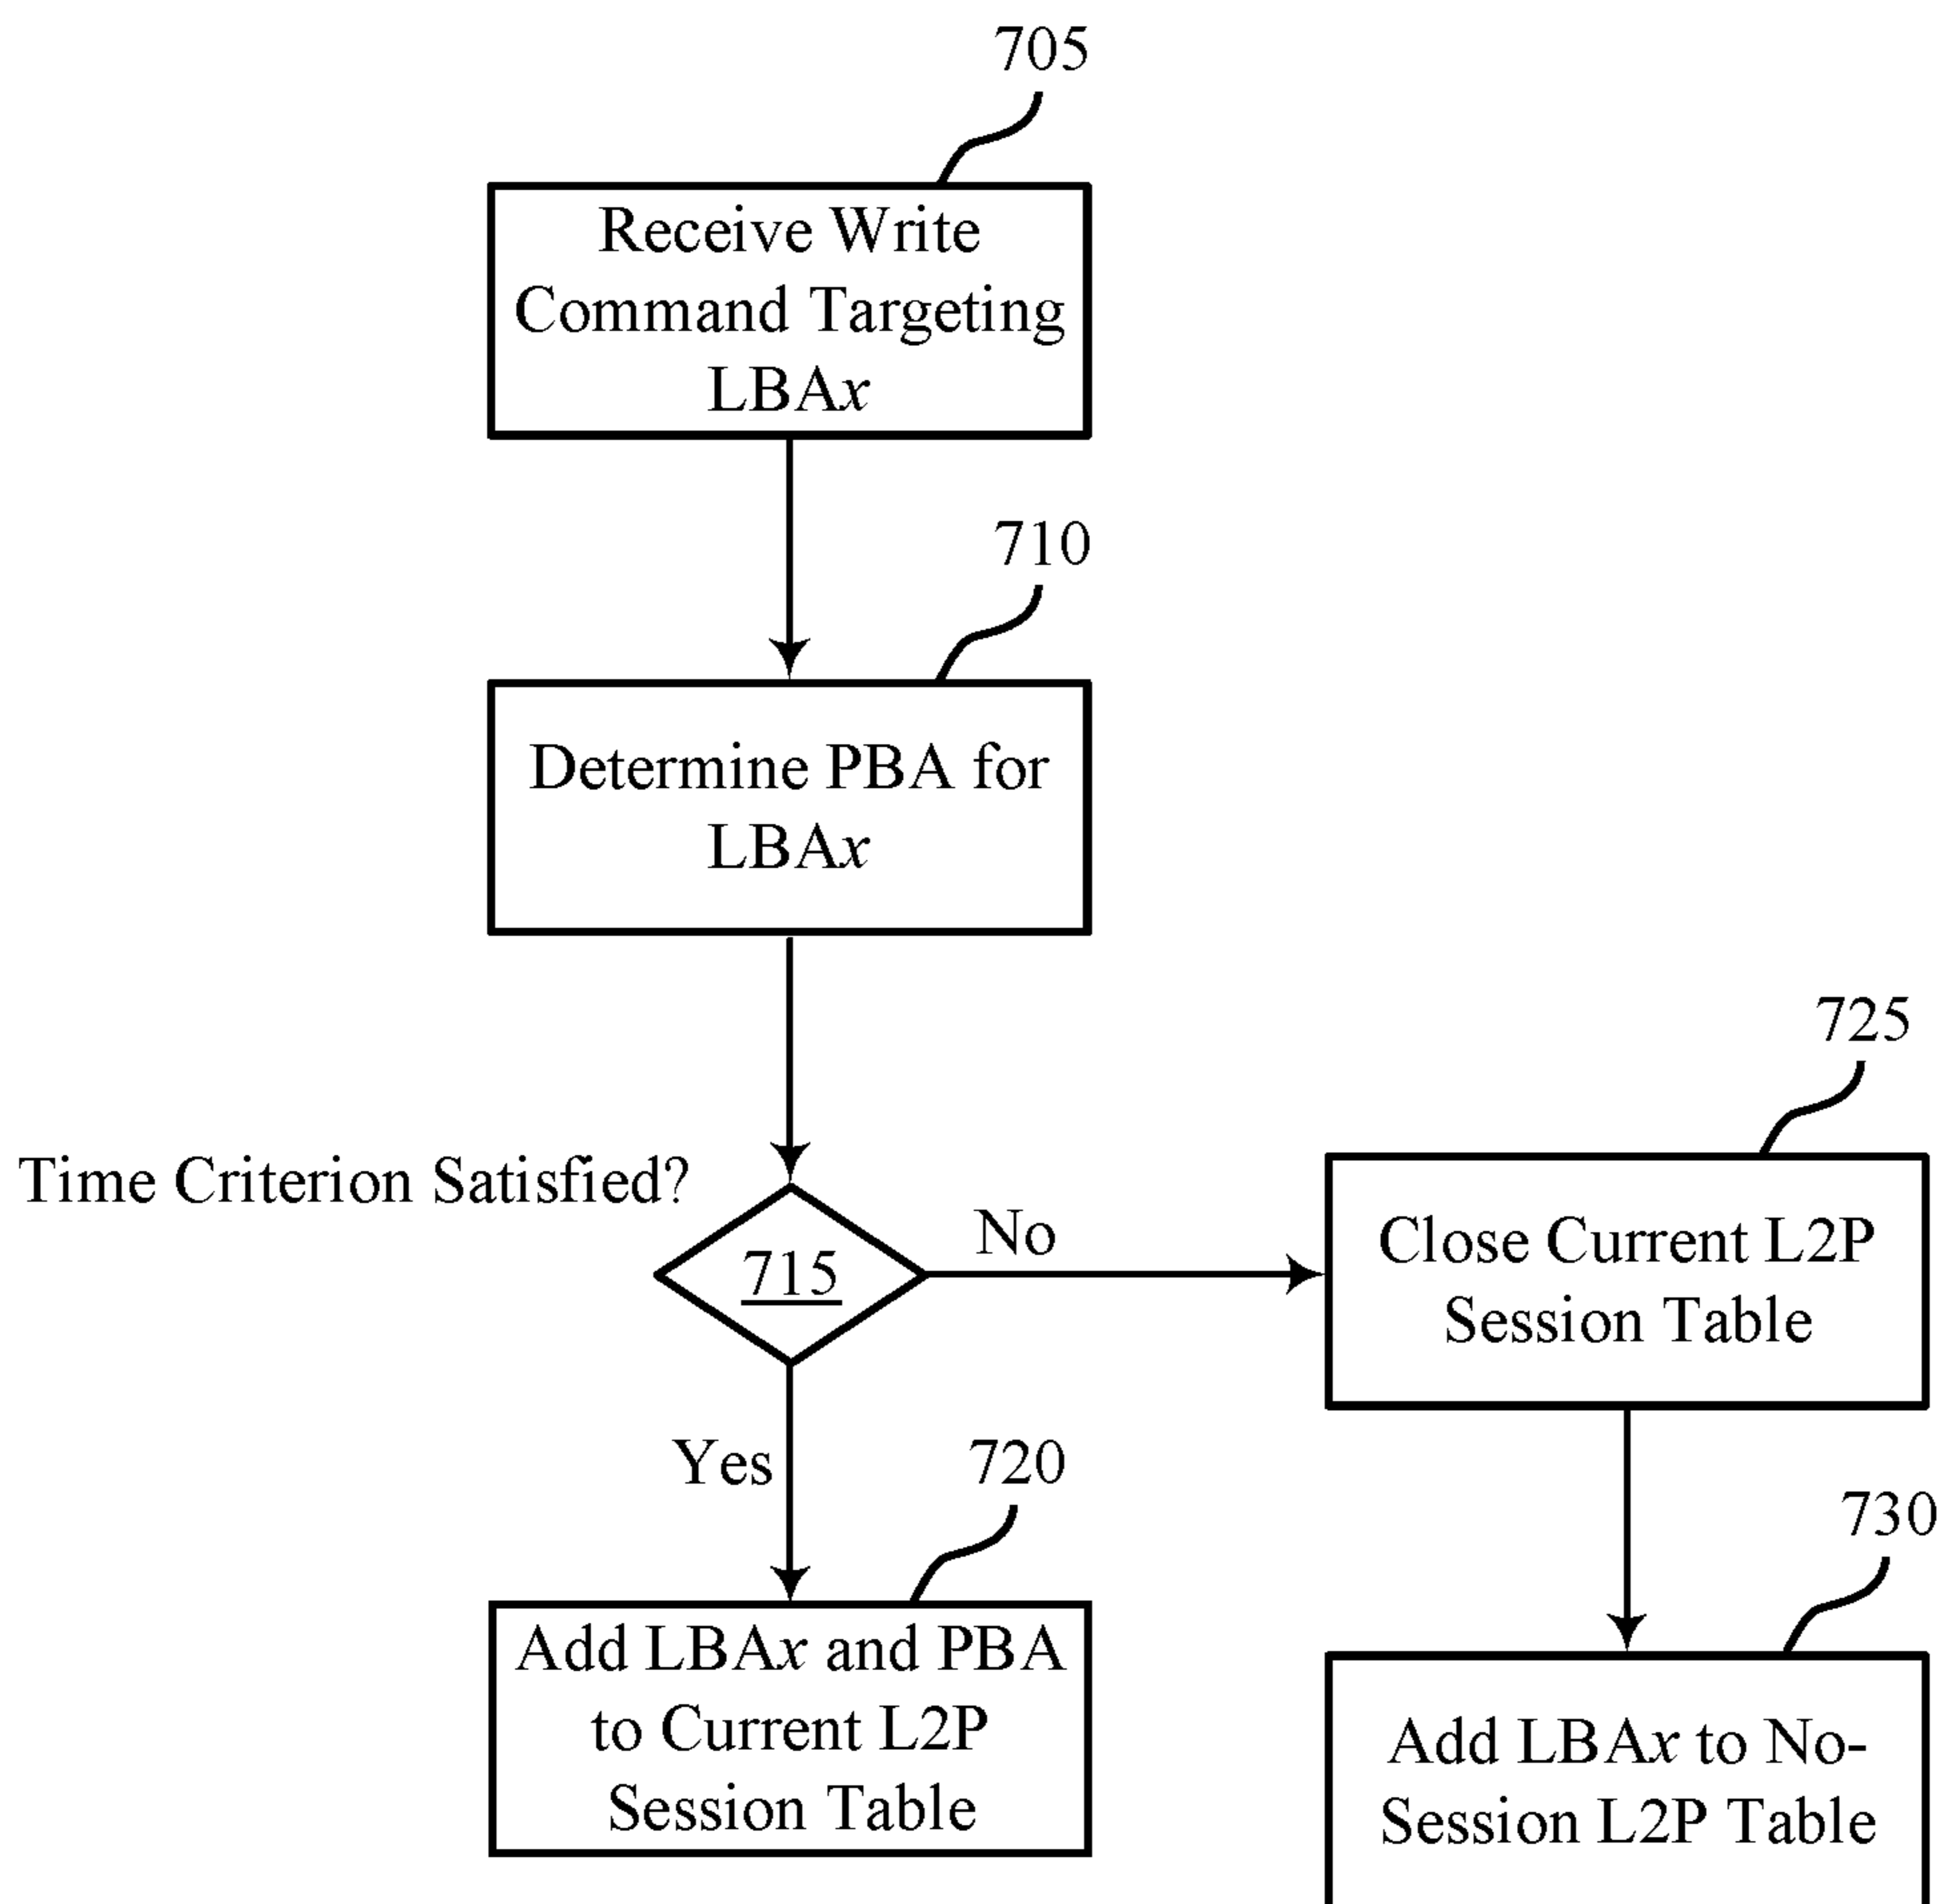 705
Receive Write
Command Targeting
LBAx
710
Determine PBA for
LBAx
Time Criterion Satisfied?
715
No
Yes
720
Add LBAx and PBA
to Current L2P
Session Table
725
Close Current L2P
Session Table
730
Add LBAx to No-
Session L2P Table